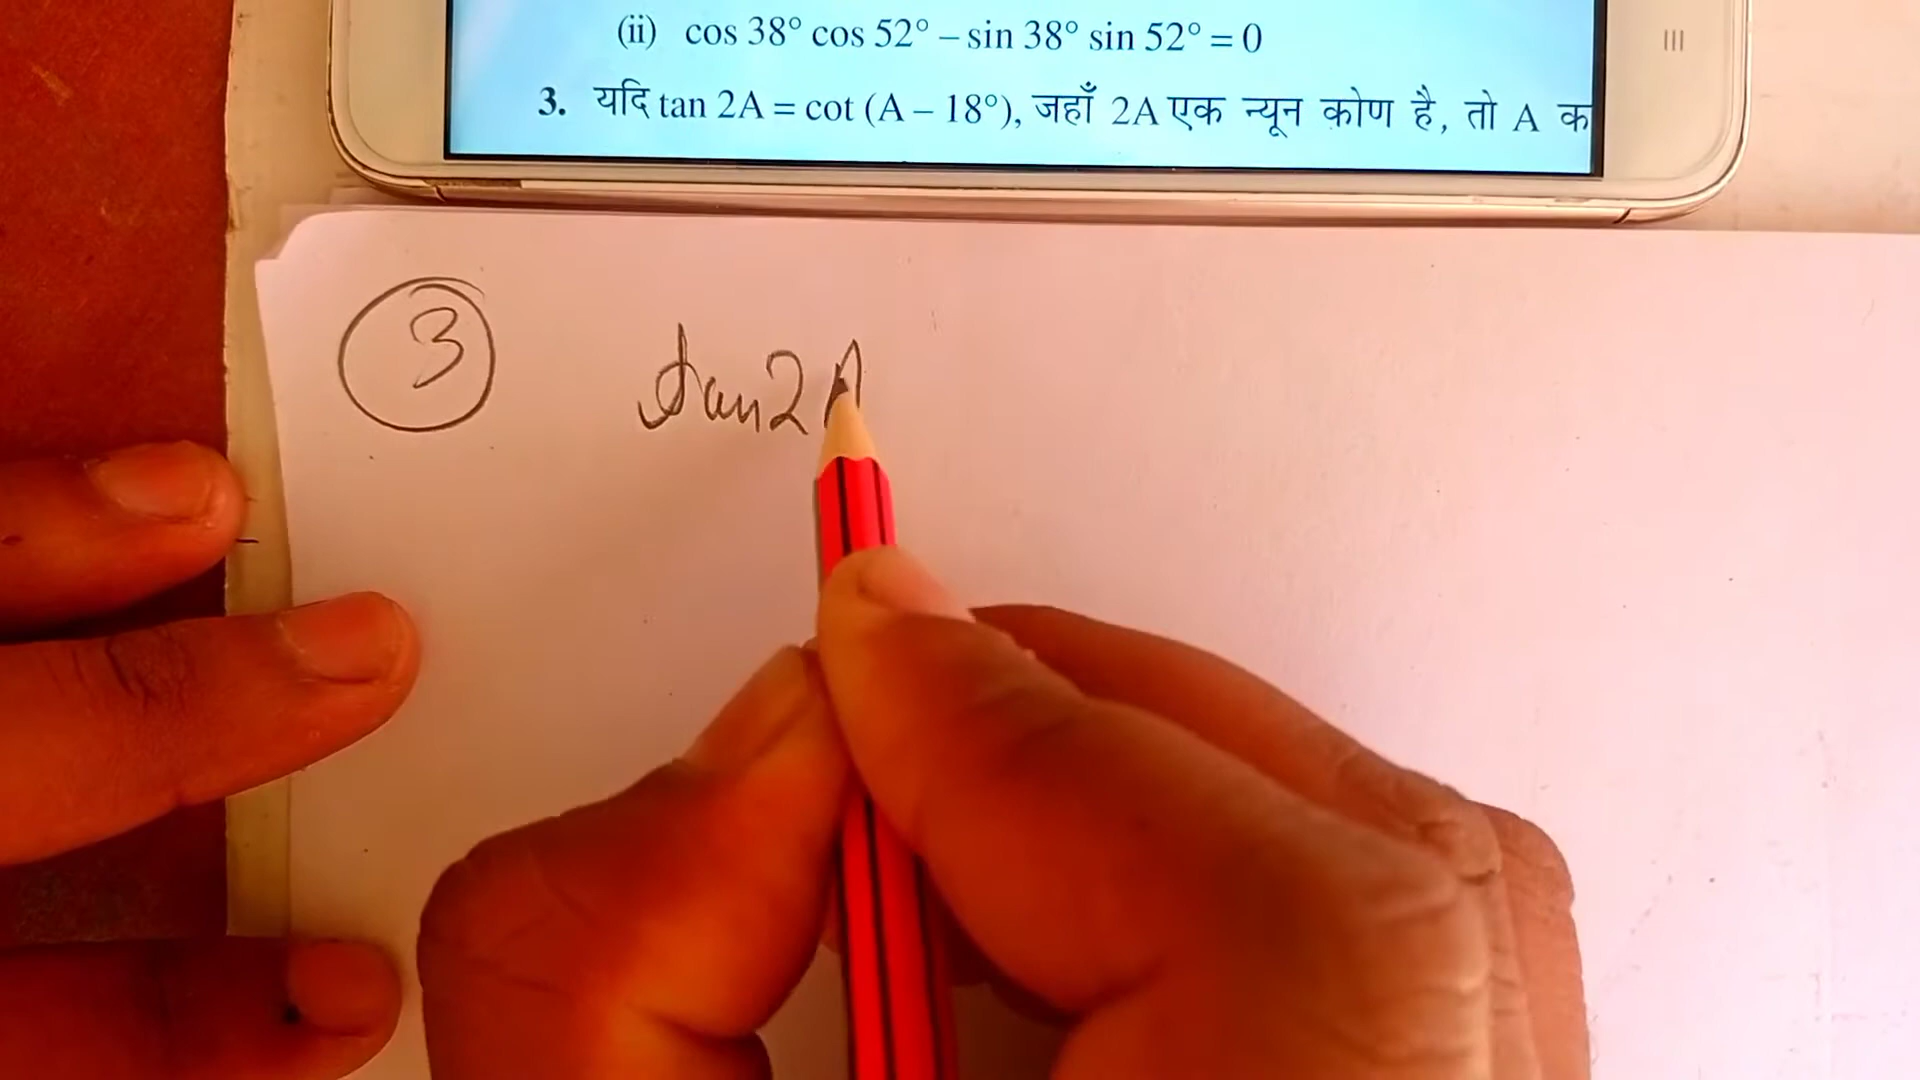 (ii) cos 38° cos 52° – sin 38° sin 52° = 0
3. यदि tan 2A = cot (A – 18°), जहाँ 2A एक न्यून कोण है, तो A क
3
tan2A